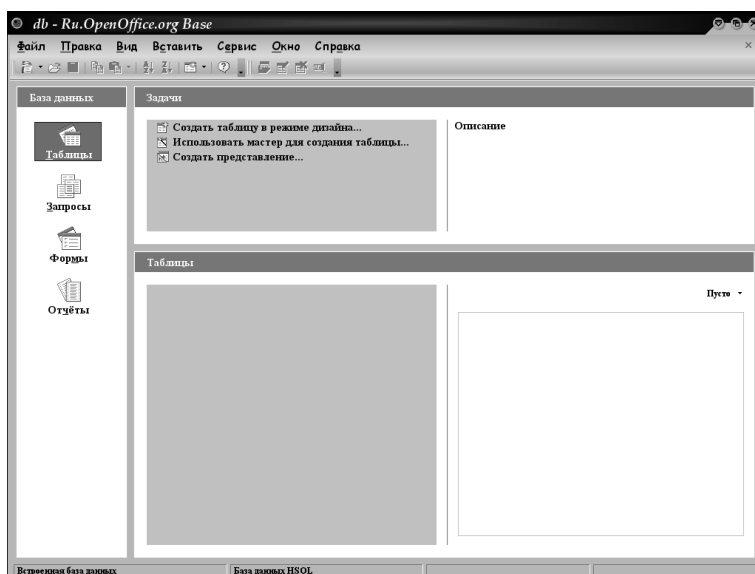 db - Ru.OpenOffice.org Base
Файл Правка Вид Вставить Сервис Окно Справка
База данных
Таблицы
Запросы
Формы
Отчёты
Задачи
Создать таблицу в режиме дизайна...
Использовать мастер для создания таблицы...
Создать представление...
Описание
Таблицы
Пусто
Встроенная база данных
База данных HSQL